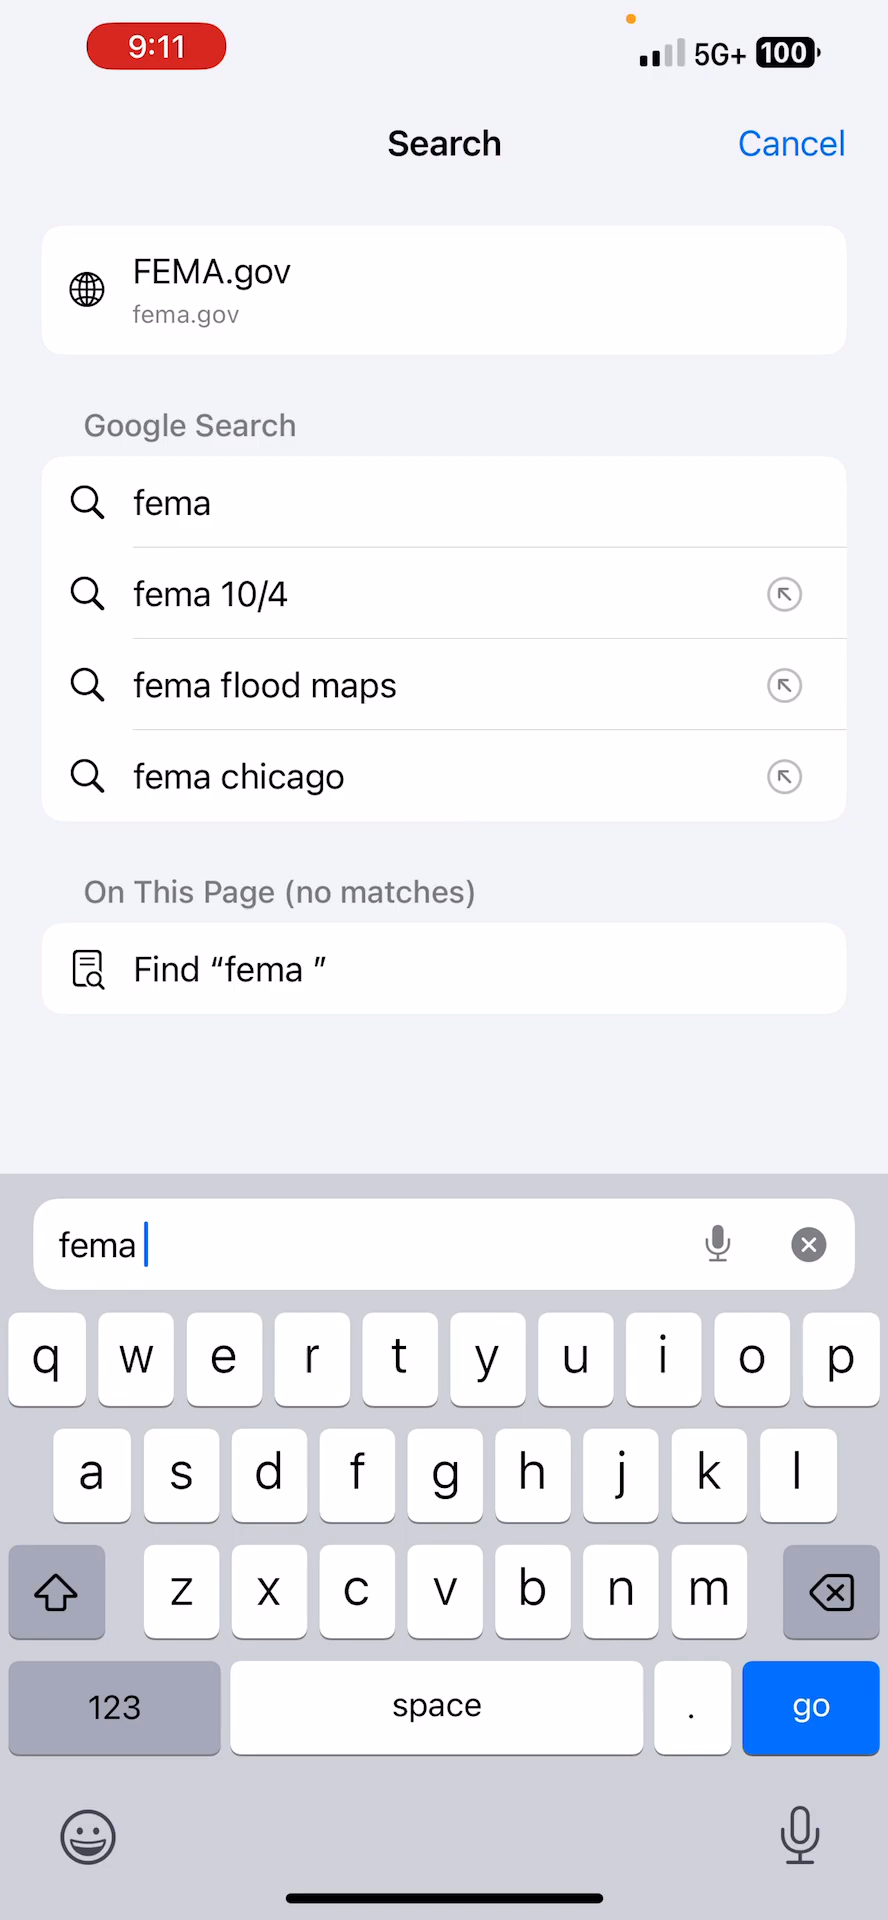 9:11
5G+ 100
Search
Cancel
FEMA.gov
fema.gov
Google Search
fema
fema 10/4
fema flood maps
fema chicago
On This Page (no matches)
Find “fema ”
fema
q w e r t y u i o p
a s d f g h j k l
z x c v b n m
123 space . go